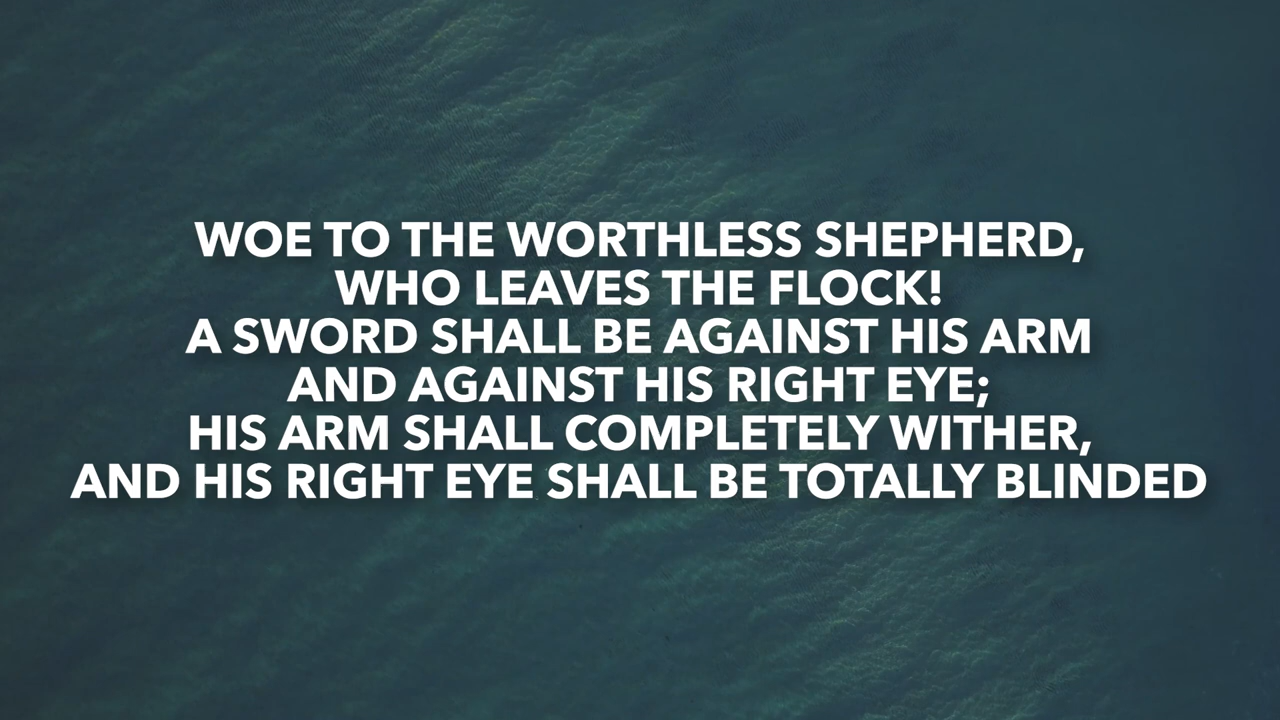 WOE TO THE WORTHLESS SHEPHERD,
WHO LEAVES THE FLOCK!
A SWORD SHALL BE AGAINST HIS ARM
AND AGAINST HIS RIGHT EYE;
HIS ARM SHALL COMPLETELY WITHER,
AND HIS RIGHT EYE SHALL BE TOTALLY BLINDED